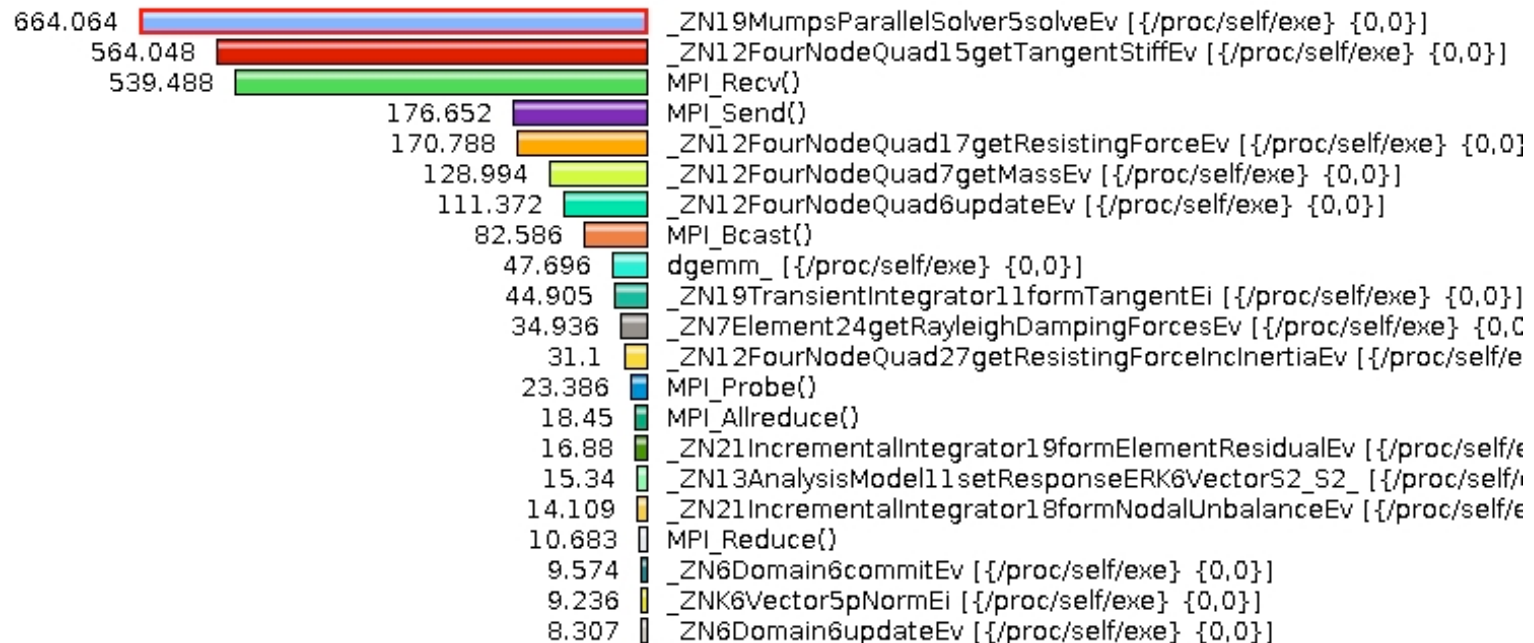 664.064 _ZN19MumpsParallelSolver5solveEv [{/proc/self/exe} {0,0}]
564.048 _ZN12FourNodeQuad15getTangentStiffEv [{/proc/self/exe} {0,0}]
539.488 MPI_Recv()
176.652 MPI_Send()
170.788 _ZN12FourNodeQuad17getResistingForceEv [{/proc/self/exe} {0,0}
128.994 _ZN12FourNodeQuad7getMassEv [{/proc/self/exe} {0,0}]
111.372 _ZN12FourNodeQuad6updateEv [{/proc/self/exe} {0,0}]
82.586 MPI_Bcast()
47.696 dgemm_ [{/proc/self/exe} {0,0}]
44.905 _ZN19TransientIntegrator11formTangentEi [{/proc/self/exe} {0,0}]
34.936 _ZN7Element24getRayleighDampingForcesEv [{/proc/self/exe} {0,0
31.1 _ZN12FourNodeQuad27getResistingForceIncInertiaEv [{/proc/self/e
23.386 MPI_Probe()
18.45 MPI_Allreduce()
16.88 _ZN21IncrementalIntegrator19formElementResidualEv [{/proc/self/e
15.34 _ZN13AnalysisModel11setResponseERK6VectorS2_S2_ [{/proc/self/
14.109 _ZN21IncrementalIntegrator18formNodalUnbalanceEv [{/proc/self/e
10.683 MPI_Reduce()
9.574 _ZN6Domain6commitEv [{/proc/self/exe} {0,0}]
9.236 _ZNK6Vector5pNormEi [{/proc/self/exe} {0,0}]
8.307 _ZN6Domain6updateEv [{/proc/self/exe} {0,0}]